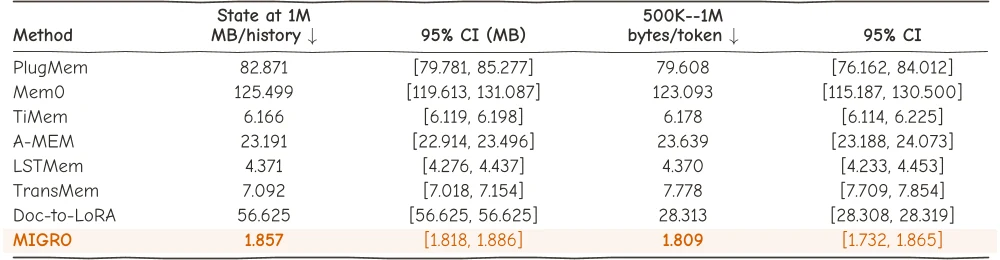 State at 1M 500K--1M
Method MB/history ↓ 95% CI (MB) bytes/token ↓ 95% CI
PlugMem 82.871 [79.781, 85.277] 79.608 [76.162, 84.012]
Mem0 125.499 [119.613, 131.087] 123.093 [115.187, 130.500]
TiMem 6.166 [6.119, 6.198] 6.178 [6.114, 6.225]
A-MEM 23.191 [22.914, 23.496] 23.639 [23.188, 24.073]
LSTMem 4.371 [4.276, 4.437] 4.370 [4.233, 4.453]
TransMem 7.092 [7.018, 7.154] 7.778 [7.709, 7.854]
Doc-to-LoRA 56.625 [56.625, 56.625] 28.313 [28.308, 28.319]
MIGRO 1.857 [1.818, 1.886] 1.809 [1.732, 1.865]